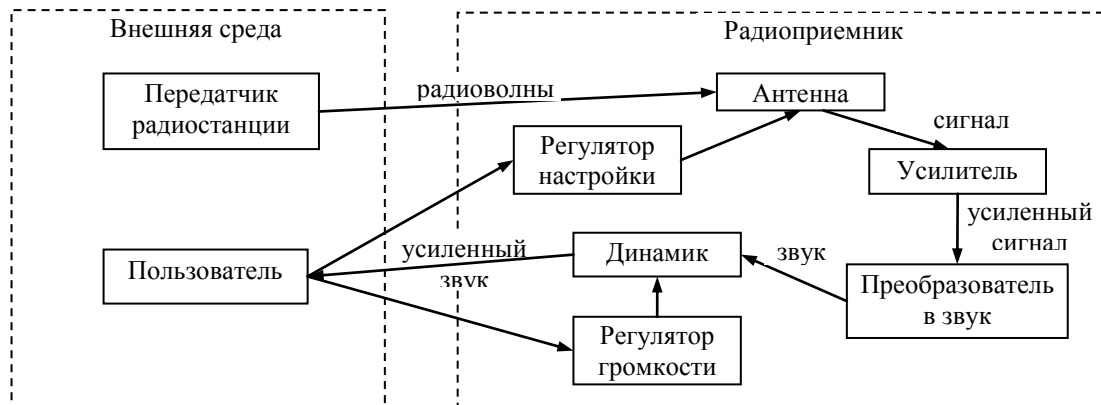 Внешняя среда
Радиоприемник
Передатчик
радиостанции
радиоволны
Антенна
сигнал
Регулятор
настройки
Усилитель
усиленный
сигнал
Пользователь
усиленный
звук
Динамик
звук
Преобразователь
в звук
Регулятор
громкости